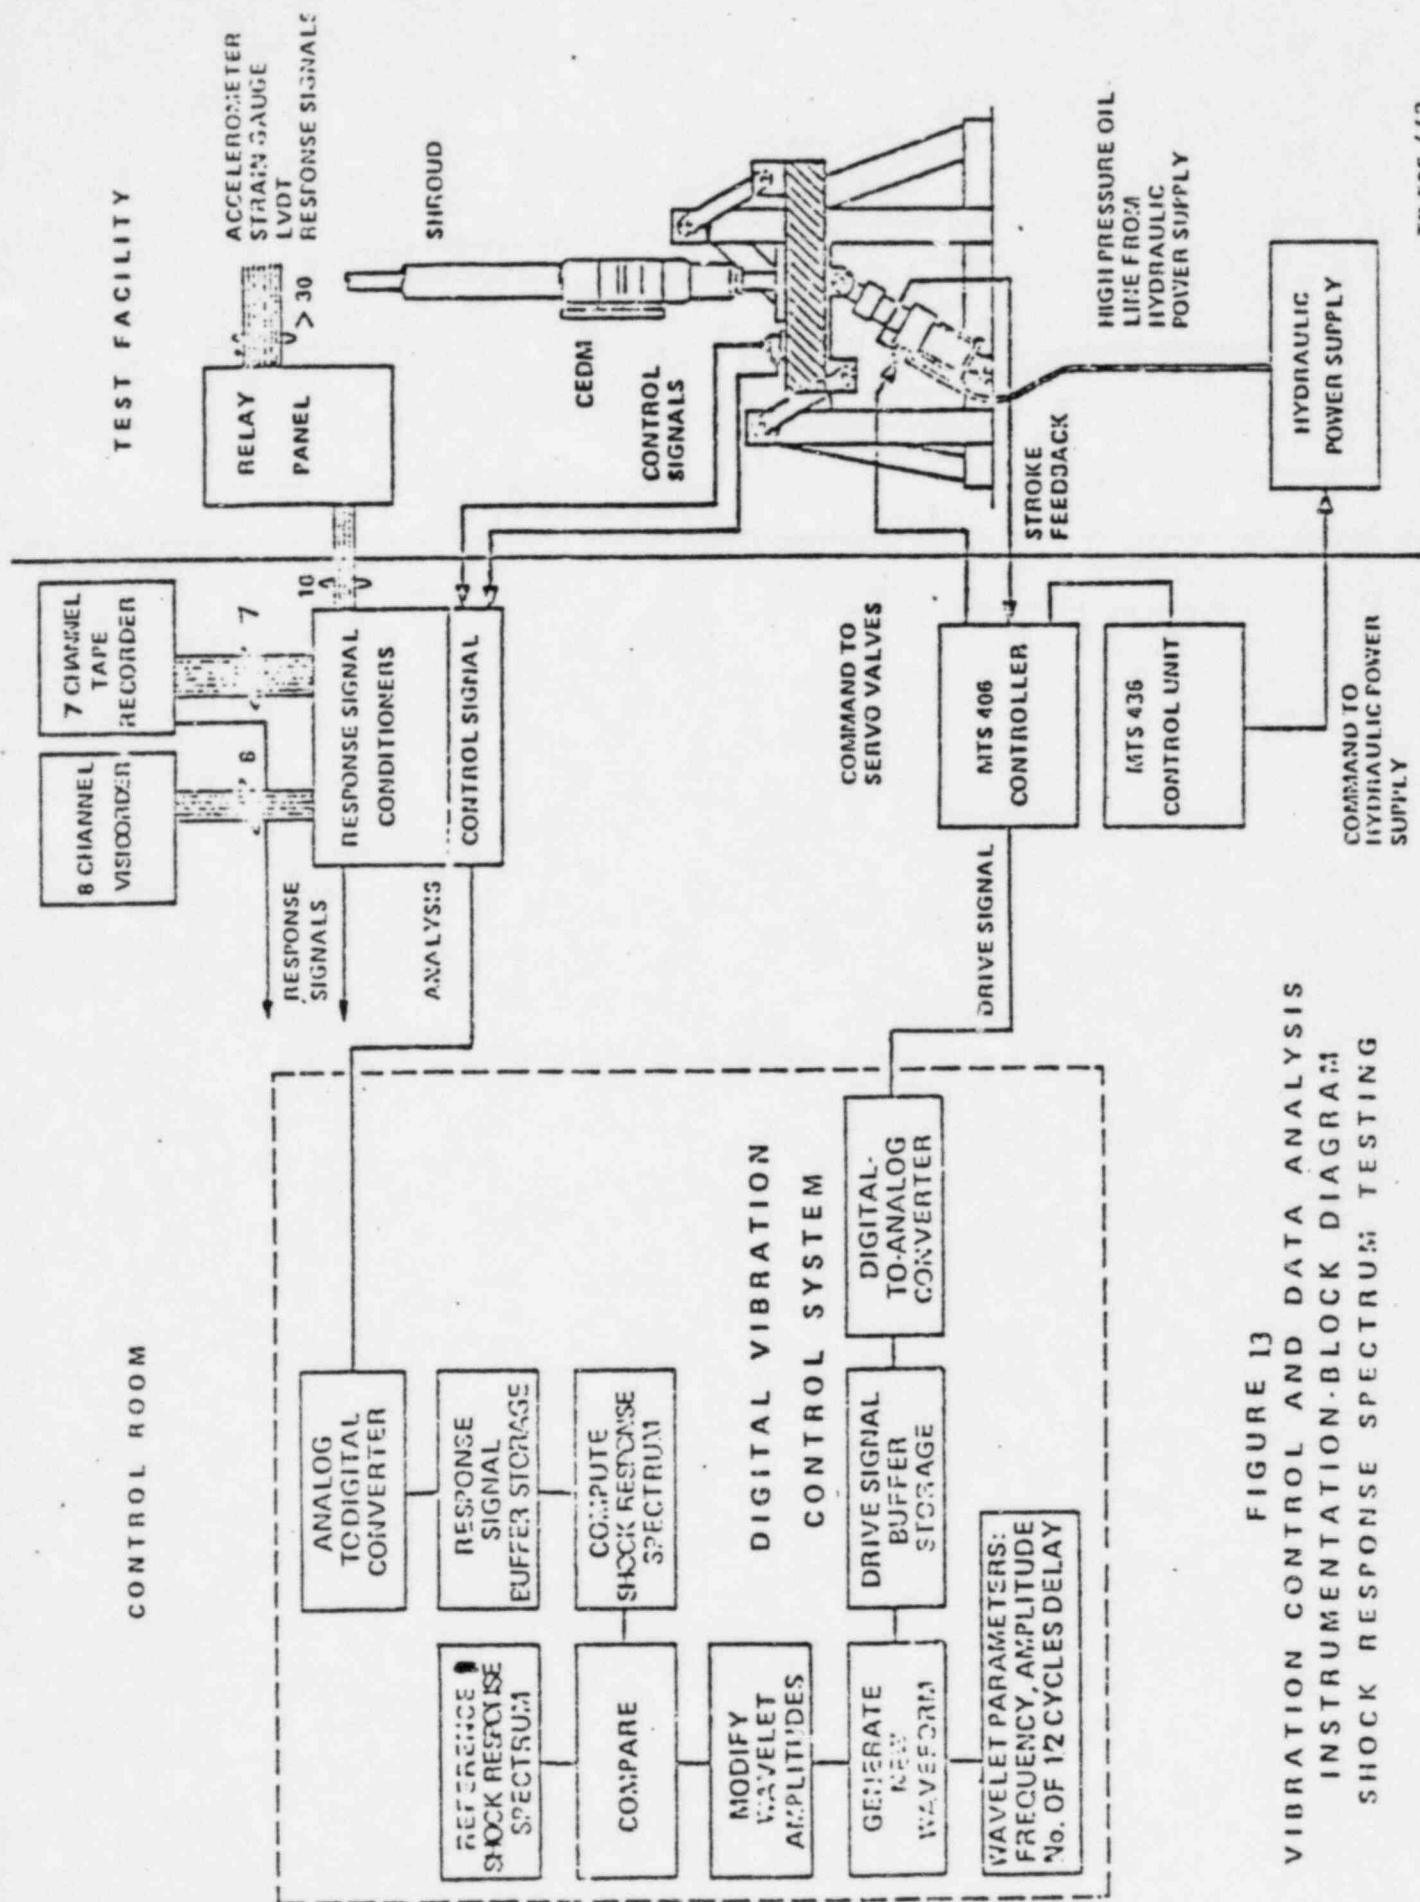 CONTROL ROOM
TEST FACILITY
8 CHANNEL
VISICORDER
7 CHANNEL
TAPE
RECORDER
6
7
RESPONSE
SIGNALS
RESPONSE SIGNAL
CONDITIONERS
CONTROL SIGNAL
10
RELAY
PANEL
> 30
ACCELEROMETER
STRAIN GAUGE
LVDT
RESPONSE SIGNALS
SHROUD
CEDM
CONTROL
SIGNALS
ANALYSIS
ANALOG
TO DIGITAL
CONVERTER
REFERENCE
SHOCK RESPONSE
SPECTRUM
RESPONSE
SIGNAL
BUFFER STORAGE
COMPARE
COMPUTE
SHOCK RESPONSE
SPECTRUM
MODIFY
WAVELET
AMPLITUDES
DIGITAL VIBRATION
CONTROL SYSTEM
GENERATE
NEW
WAVEFORM
DRIVE SIGNAL
BUFFER
STORAGE
DIGITAL-
TO-ANALOG
CONVERTER
WAVELET PARAMETERS:
FREQUENCY, AMPLITUDE
No. OF 1/2 CYCLES DELAY
DRIVE SIGNAL
COMMAND TO
SERVO VALVES
MTS 406
CONTROLLER
MTS 436
CONTROL UNIT
STROKE
FEEDBACK
HIGH PRESSURE OIL
LINE FROM
HYDRAULIC
POWER SUPPLY
HYDRAULIC
POWER SUPPLY
COMMAND TO
HYDRAULIC POWER
SUPPLY
FIGURE 13
VIBRATION CONTROL AND DATA ANALYSIS
INSTRUMENTATION-BLOCK DIAGRAM
SHOCK RESPONSE SPECTRUM TESTING